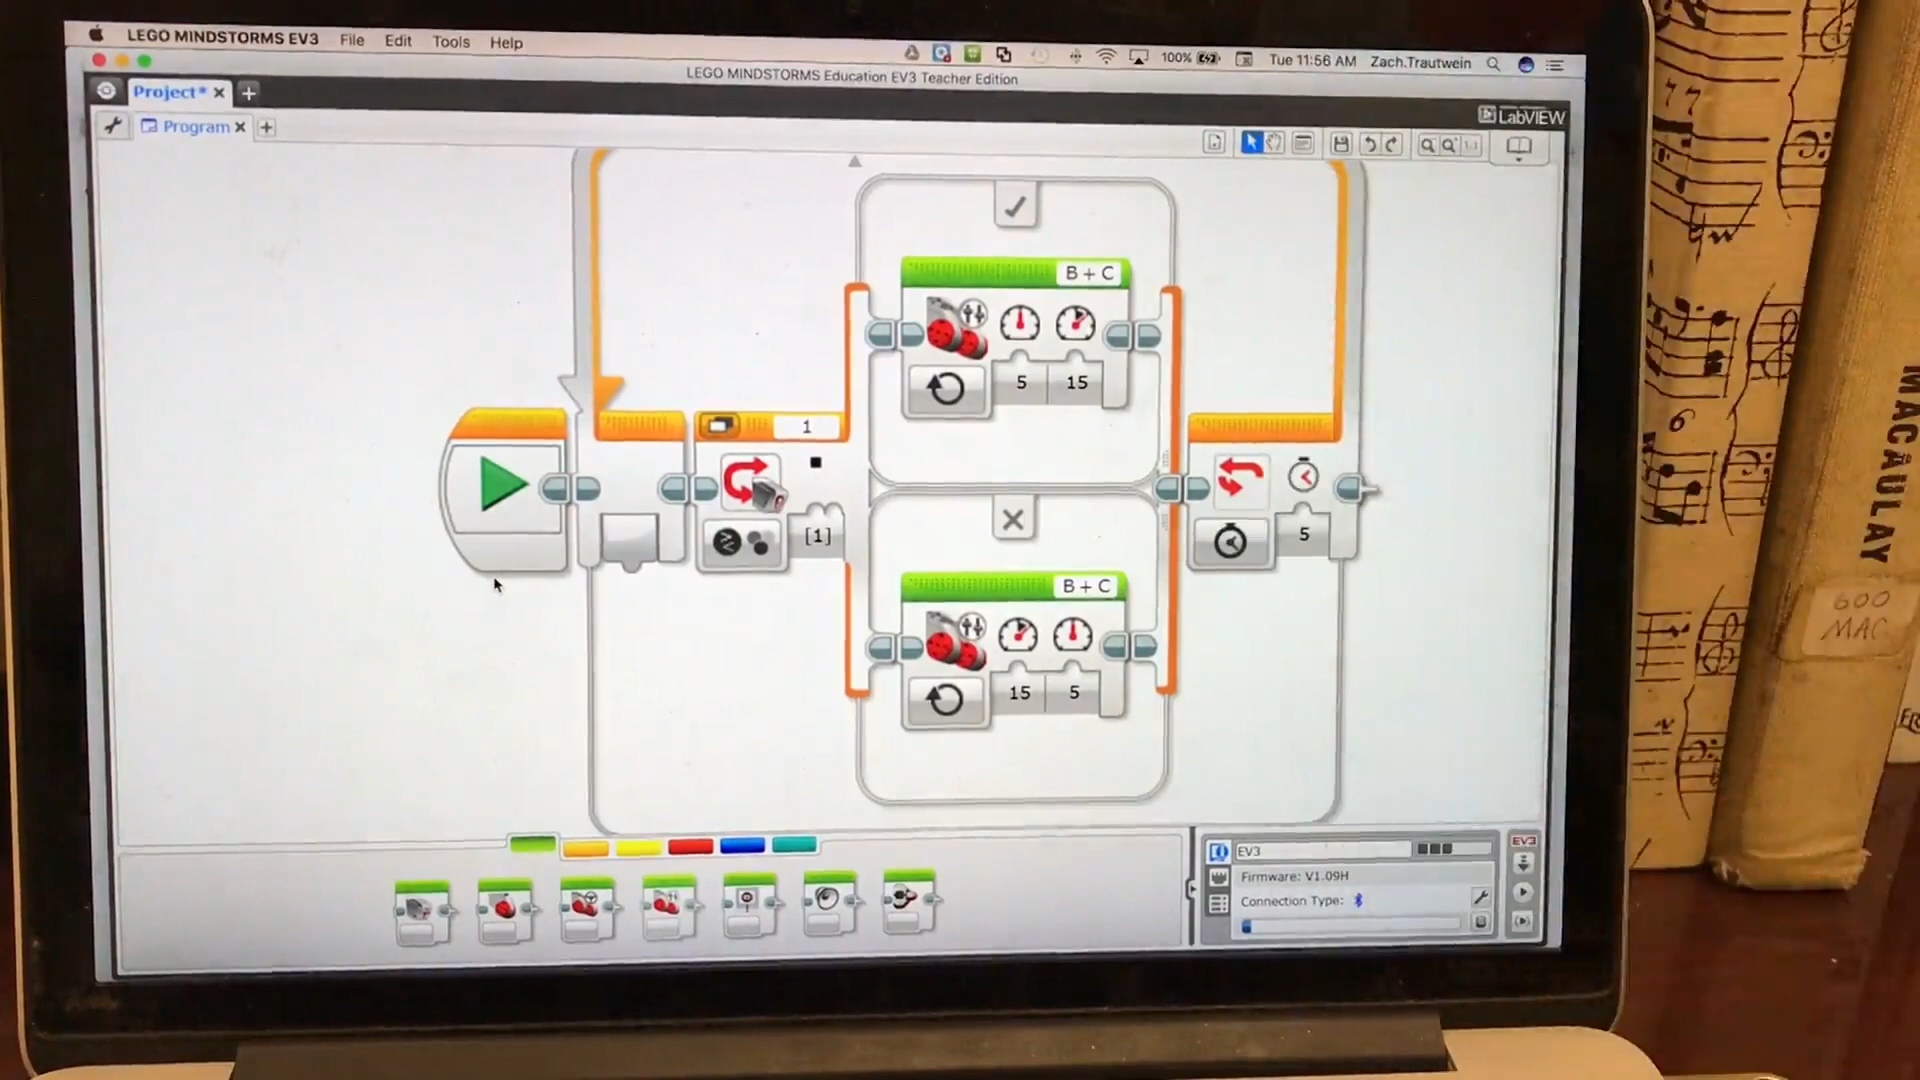 LEGO MINDSTORMS EV3 File Edit Tools Help
100% Tue 11:56 AM Zach.Trautwein
LEGO MINDSTORMS Education EV3 Teacher Edition
Project*
LabVIEW
Program
B + C
5 15
1
[1]
5
B + C
15 5
EV3
EV3
Firmware: V1.09H
Connection Type:
77
6
MACAULAY
600
MAC